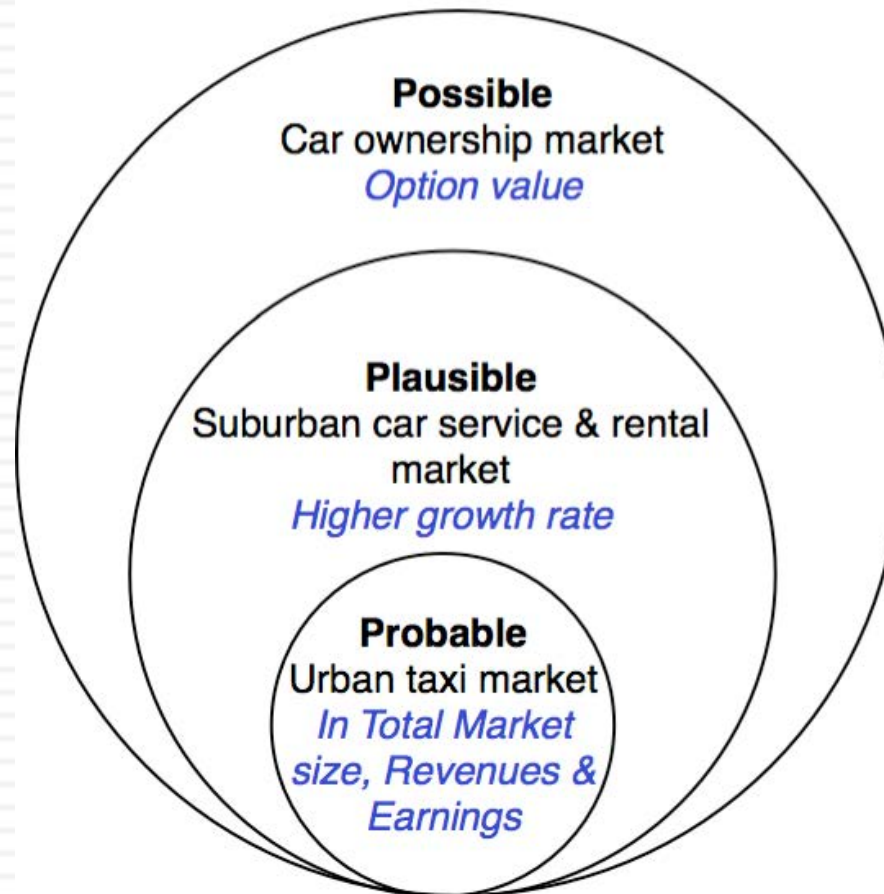 Possible
Car ownership market
Option value
Plausible
Suburban car service & rental
market
Higher growth rate
Probable
Urban taxi market
In Total Market
size, Revenues &
Earnings